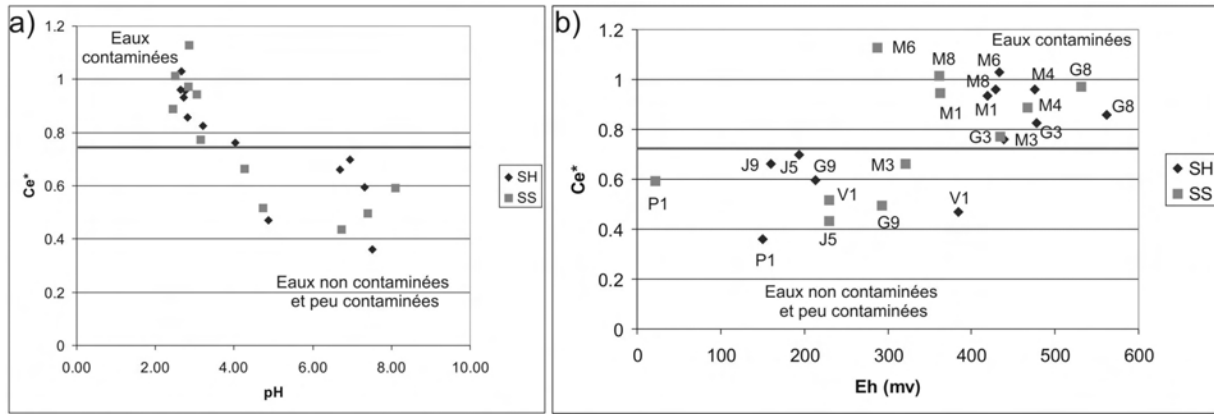 a)
1.2
1
0.8
0.6
0.4
0.2
0
Ce*
Eaux
contaminées
Eaux non contaminées
et peu contaminées
0.00 2.00 4.00 6.00 8.00 10.00
pH
SH
SS
b)
1.2
1
0.8
0.6
0.4
0.2
0
Ce*
Eaux contaminées
M6 M6
M8 M8 M4 G8
M1 M1 M4 G8
G3 M3 G3
J9 J5 G9 M3
P1 V1 V1
J5 G9
P1
Eaux non contaminées
et peu contaminées
0 100 200 300 400 500 600
Eh (mv)
SH
SS